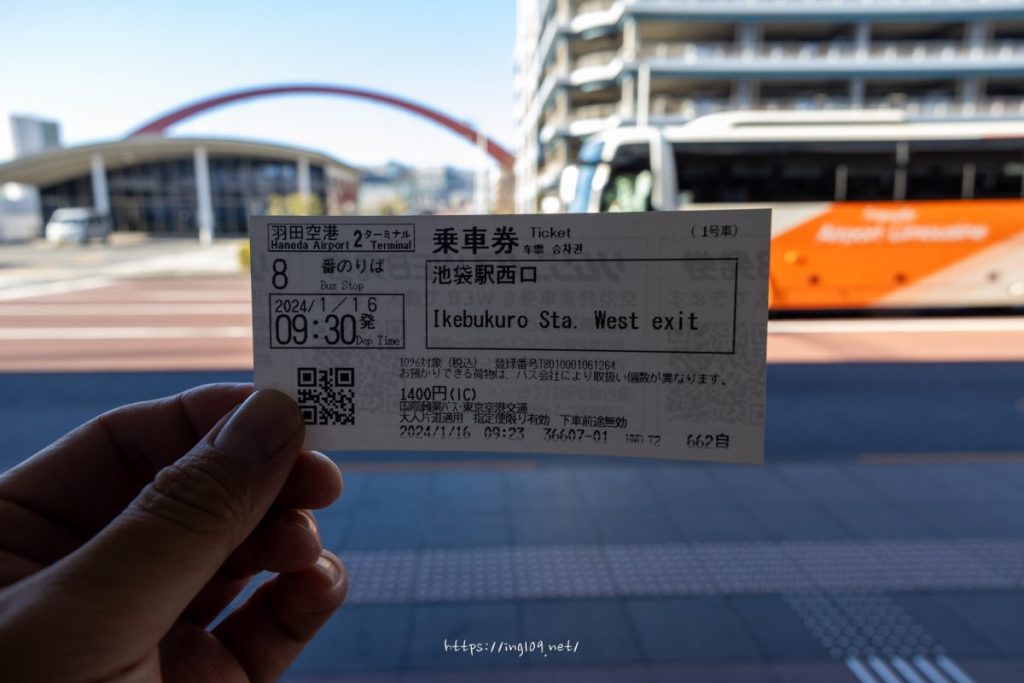 羽田空港 2 ターミナル
Haneda Airport Terminal
乗車券 Ticket
车票 승차권
(1号車)
8 番のりば
Bus Stop
2024/1/16
09:30発
Dep Time
池袋駅西口
Ikebukuro Sta. West exit
10%対象(税込) 登録番号T8010001061264
お預かりできる荷物は、バス会社により取扱い個数が異なります。
1400円(IC)
国際興業バス・東京空港交通
大人片道適用 指定便限り有効 下車前途無効
2024/1/16 09:23 36607-01 HND T2 662自
Airport Limousine
https://ing109.net/